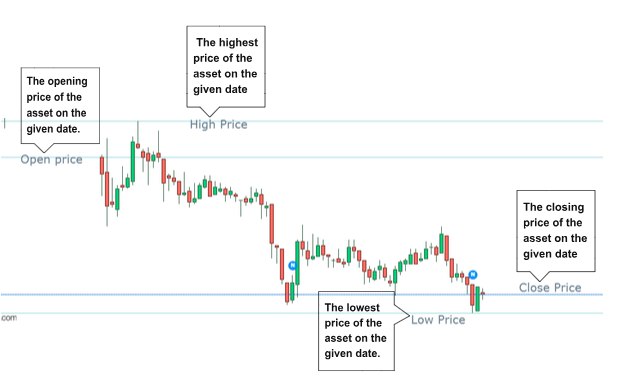 The highest
price of the
asset on the
given date
High Price
The opening
price of the
asset on the
given date.
Open price
The closing
price of the
asset on the
given date
Close Price
The lowest
price of the
asset on the
given date.
Low Price
com